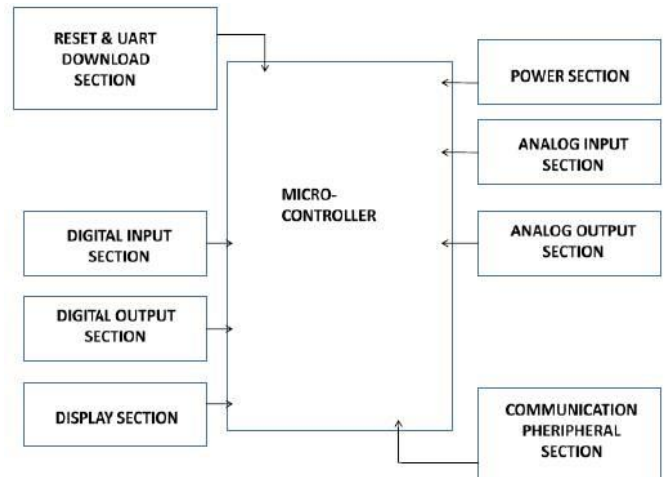 RESET & UART
DOWNLOAD
SECTION
POWER SECTION
ANALOG INPUT
SECTION
MICRO-
CONTROLLER
DIGITAL INPUT
SECTION
ANALOG OUTPUT
SECTION
DIGITAL OUTPUT
SECTION
DISPLAY SECTION
COMMUNICATION
PHERIPHERAL
SECTION